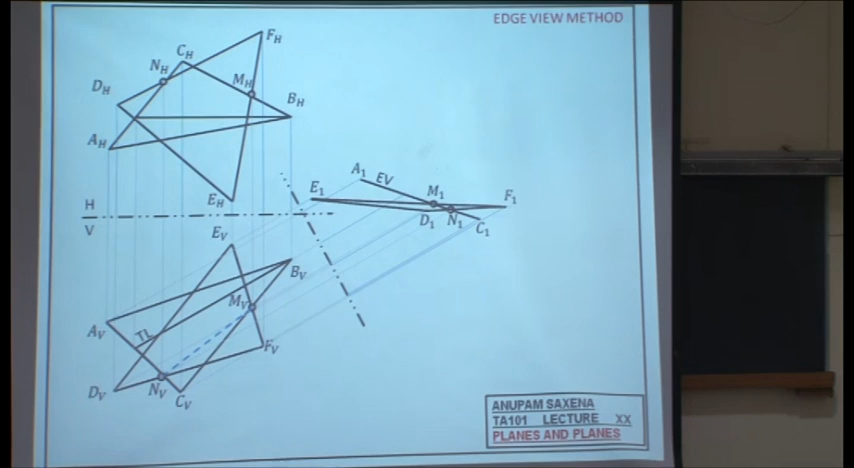 EDGE VIEW METHOD
F_H
C_H
N_H
M_H
D_H
B_H
A_H
A_1
EV
E_1
M_1
F_1
E_H
D_1
N_1
C_1
H
V
E_V
B_V
M_V
A_V
TL
F_V
D_V
N_V
C_V
ANUPAM SAXENA
TA101 LECTURE XX
PLANES AND PLANES